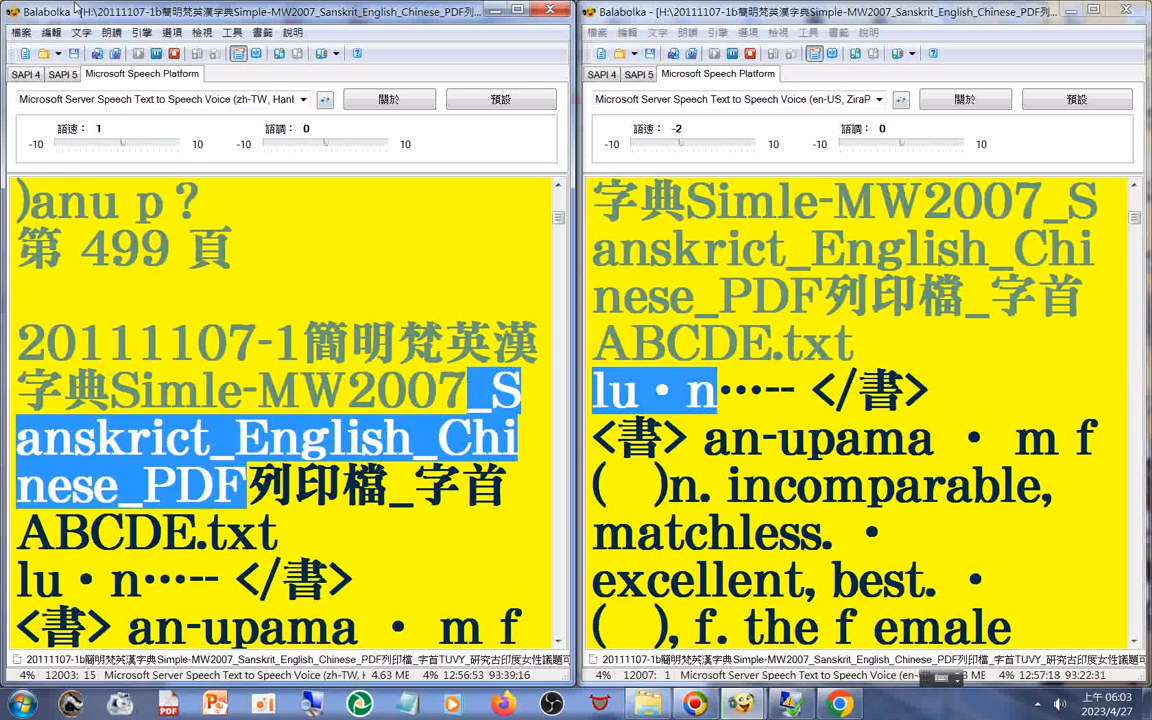 Balabolka - [H:\20111107-1b簡明梵英漢字典Simple-MW2007_Sanskrit_English_Chinese_PDF列...
檔案 編輯 文字 朗讀 引擎 選項 檢視 工具 書籤 說明
SAPI 4 SAPI 5 Microsoft Speech Platform
Microsoft Server Speech Text to Speech Voice (zh-TW, HanI 關於 預設
語速： 1 語調： 0
-10 10 -10 10
)anu p？
第 499 頁
20111107-1簡明梵英漢
字典Simle-MW2007_S
anskrict_English_Chi
nese_PDF列印檔_字首
ABCDE.txt
lu・n…-- </書>
<書> an-upama ・ m f
20111107-1b簡明梵英漢字典Simple-MW2007_Sanskrit_English_Chinese_PDF列印檔_字首TUVY_研究古印度女性議題可
4% 12003: 15 Microsoft Server Speech Text to Speech Voice (zh-TW, H 4.63 ME 4% 12:56:53 93:39:16
Balabolka - [H:\20111107-1b簡明梵英漢字典Simple-MW2007_Sanskrit_English_Chinese_PDF列...
檔案 編輯 文字 朗讀 引擎 選項 檢視 工具 書籤 說明
SAPI 4 SAPI 5 Microsoft Speech Platform
Microsoft Server Speech Text to Speech Voice (en-US, ZiraP 關於 預設
語速： -2 語調： 0
-10 10 -10 10
字典Simle-MW2007_S
anskrict_English_Chi
nese_PDF列印檔_字首
ABCDE.txt
lu・n…-- </書>
<書> an-upama ・ m f
( )n. incomparable,
matchless. ・
excellent, best. ・
( ), f. the f emale
20111107-1b簡明梵英漢字典Simple-MW2007_Sanskrit_English_Chinese_PDF列印檔_字首TUVY_研究古印度女性議題可
4% 12007: 1 Microsoft Server Speech Text to Speech Voice (en-US, 4% 12:57:18 93:22:31
上午 06:03
2023/4/27